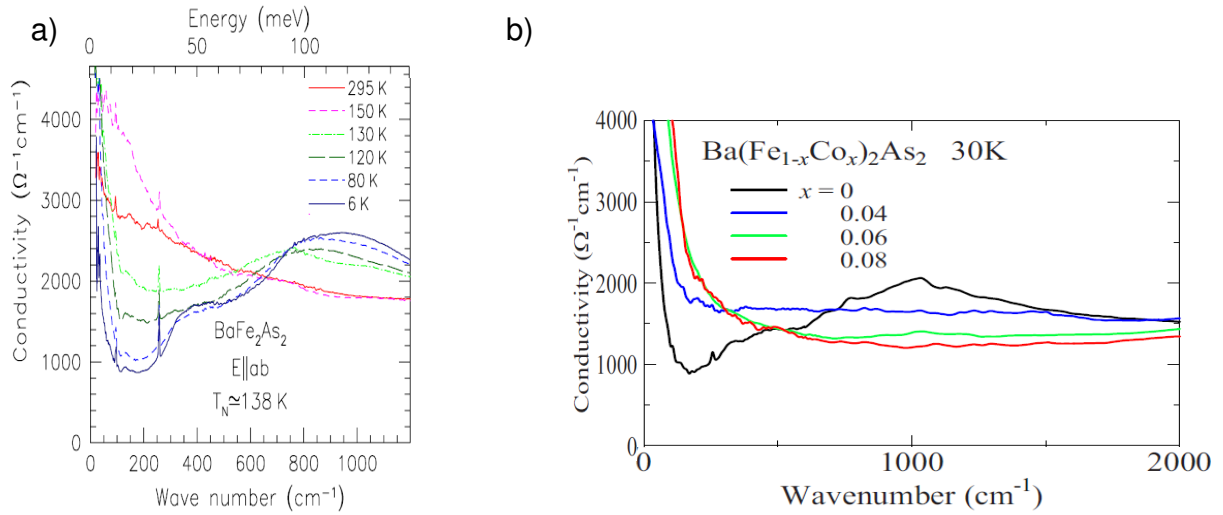 a)
Energy (meV)
0 50 100
Conductivity (Ω⁻¹cm⁻¹)
4000
3000
2000
1000
0
295 K
150 K
130 K
120 K
80 K
6 K
BaFe₂As₂
E∥ab
T_N≃138 K
0 200 400 600 800 1000
Wave number (cm⁻¹)
b)
Conductivity (Ω⁻¹cm⁻¹)
4000
3000
2000
1000
0
Ba(Fe₁₋ₓCoₓ)₂As₂ 30K
x = 0
0.04
0.06
0.08
0 1000 2000
Wavenumber (cm⁻¹)